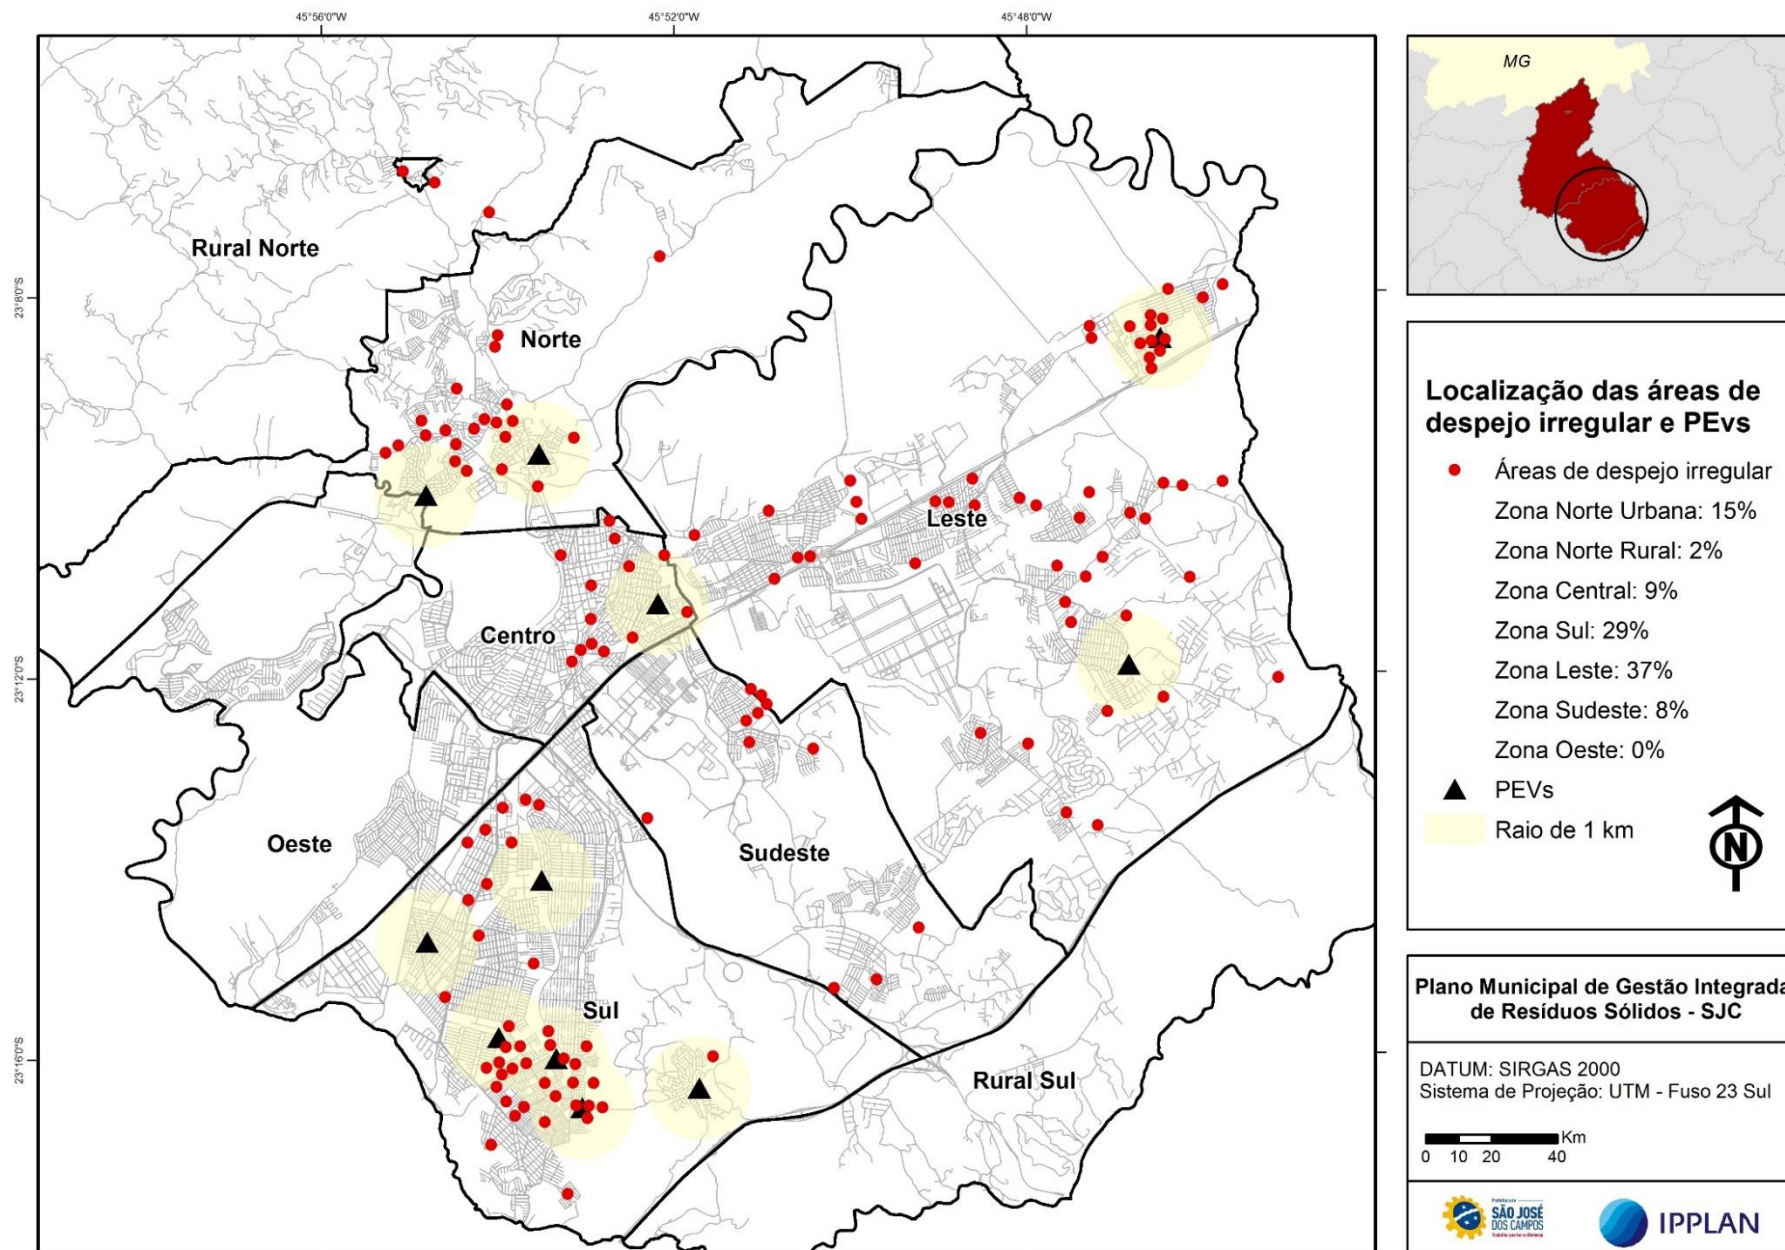 45°56'0"W
45°52'0"W
45°48'0"W
MG
Rural Norte
23°8'0"S
Norte
Localização das áreas de
despejo irregular e PEvs
Áreas de despejo irregular
Zona Norte Urbana: 15%
Zona Norte Rural: 2%
Zona Central: 9%
Zona Sul: 29%
Zona Leste: 37%
Zona Sudeste: 8%
Zona Oeste: 0%
PEVs
Raio de 1 km
N
Leste
Centro
23°12'0"S
Oeste
Sudeste
Sul
23°16'0"S
Rural Sul
Plano Municipal de Gestão Integrada
de Resíduos Sólidos - SJC
DATUM: SIRGAS 2000
Sistema de Projeção: UTM - Fuso 23 Sul
Km
0 10 20 40
SÃO JOSÉ
DOS CAMPOS
IPPLAN